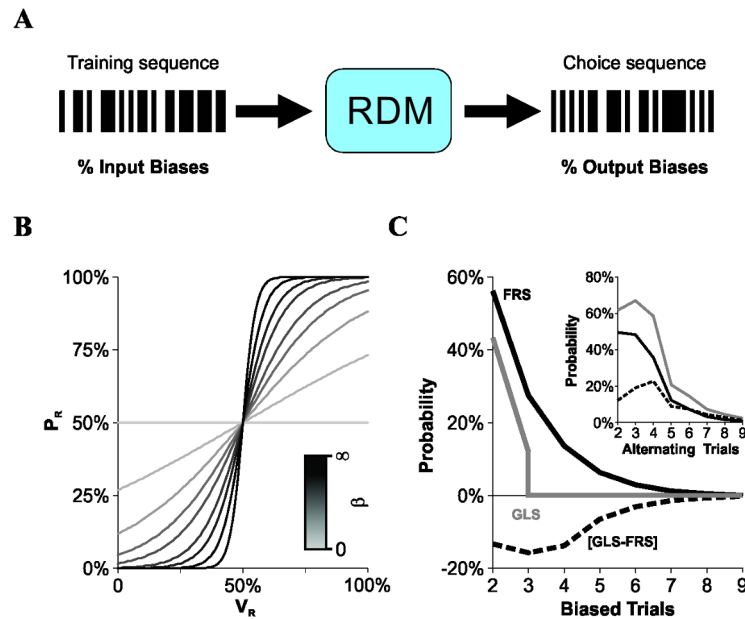 A
Training sequence
Choice sequence
RDM
% Input Biases
% Output Biases
B
100%
75%
50%
25%
0%
P_R
0
50%
100%
V_R
∞
β
0
C
60%
40%
20%
0%
-20%
Probability
FRS
GLS
[GLS-FRS]
2 3 4 5 6 7 8 9
Biased Trials
80%
60%
40%
20%
0%
Probability
2 3 4 5 6 7 8 9
Alternating Trials